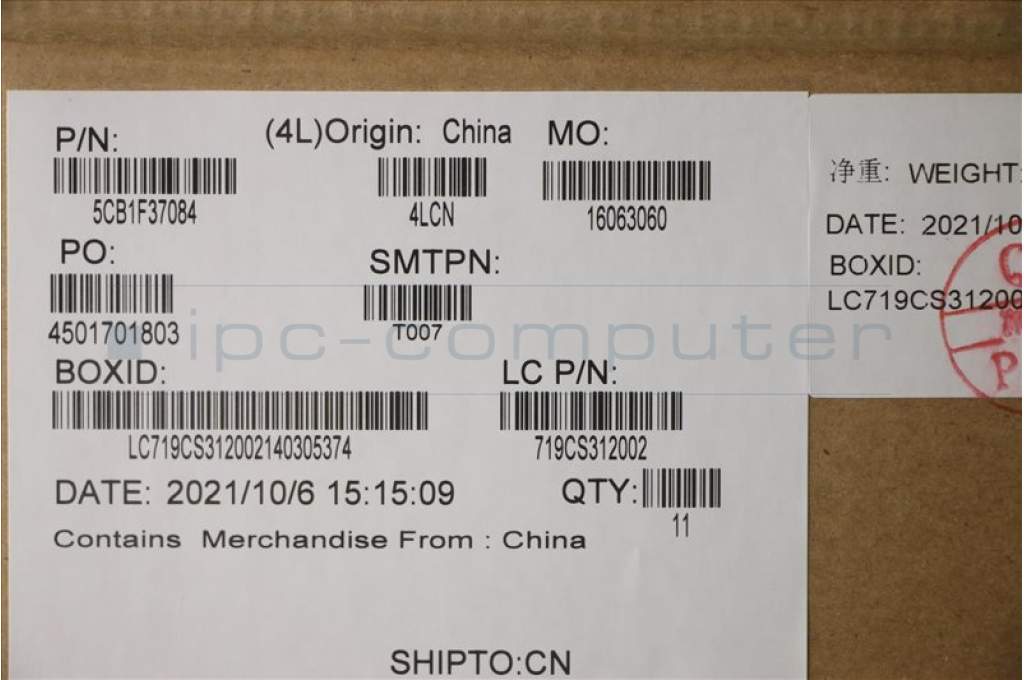 P/N: (4L)Origin: China MO:
5CB1F37084 4LCN 16063060
PO: SMTPN:
4501701803 T007
BOXID: LC P/N:
LC719CS312002140305374 719CS312002
DATE: 2021/10/6 15:15:09 QTY:
11
Contains Merchandise From : China
SHIPTO:CN
净重: WEIGHT:
DATE: 2021/10
BOXID:
LC719CS31200
P
ipc-computer